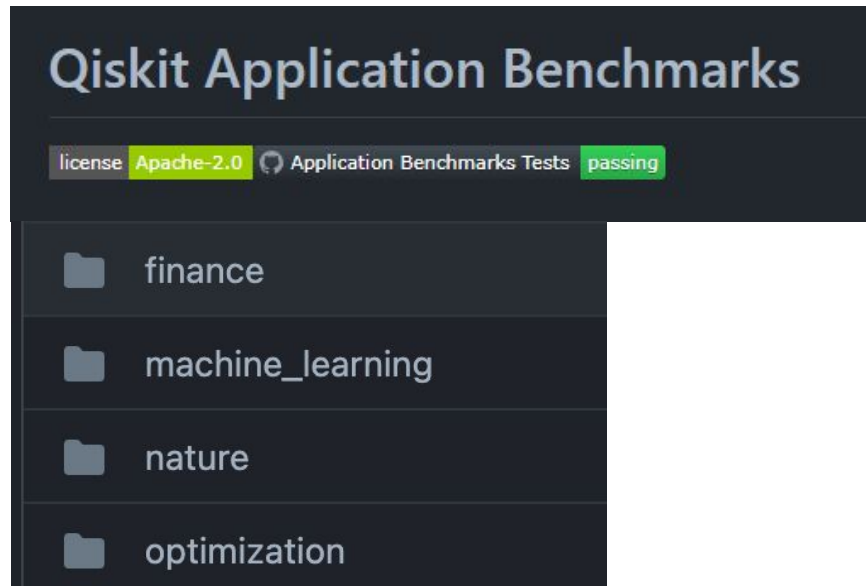 Qiskit Application Benchmarks
license Apache-2.0 Application Benchmarks Tests passing
finance
machine_learning
nature
optimization